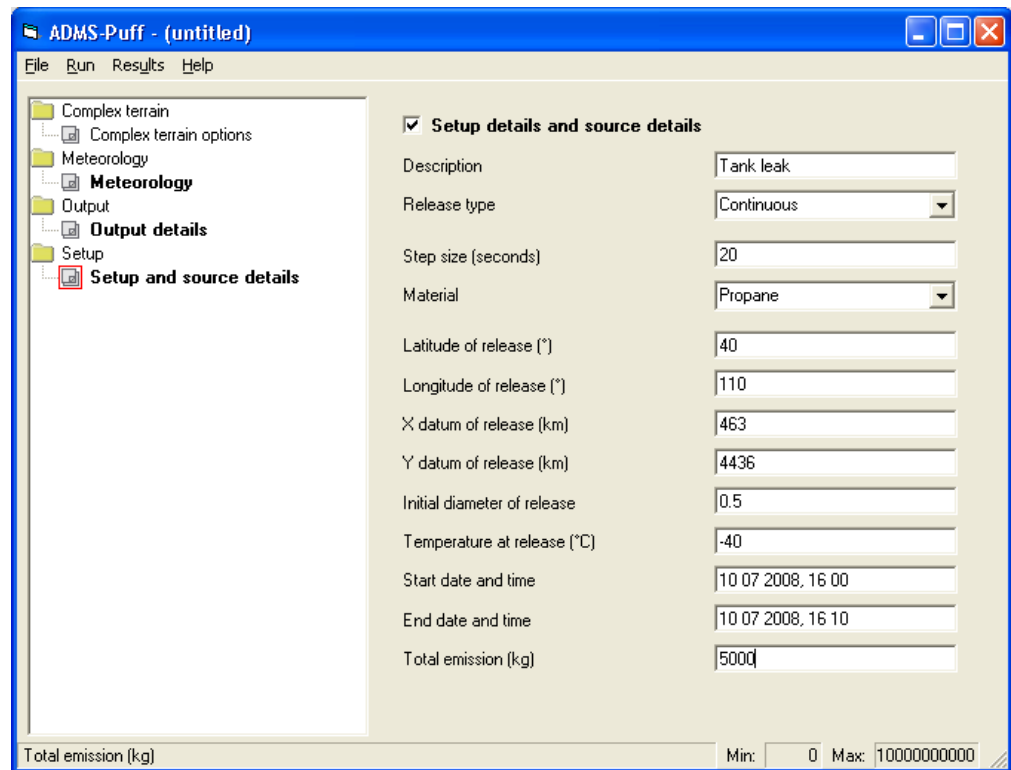 ADMS-Puff - (untitled)
File Run Results Help
Complex terrain
Complex terrain options
Meteorology
Meteorology
Output
Output details
Setup
Setup and source details
Setup details and source details
Description Tank leak
Release type Continuous
Step size (seconds) 20
Material Propane
Latitude of release (°) 40
Longitude of release (°) 110
X datum of release (km) 463
Y datum of release (km) 4436
Initial diameter of release 0.5
Temperature at release (°C) -40
Start date and time 10 07 2008, 16 00
End date and time 10 07 2008, 16 10
Total emission (kg) 5000
Total emission (kg) Min: 0 Max: 10000000000